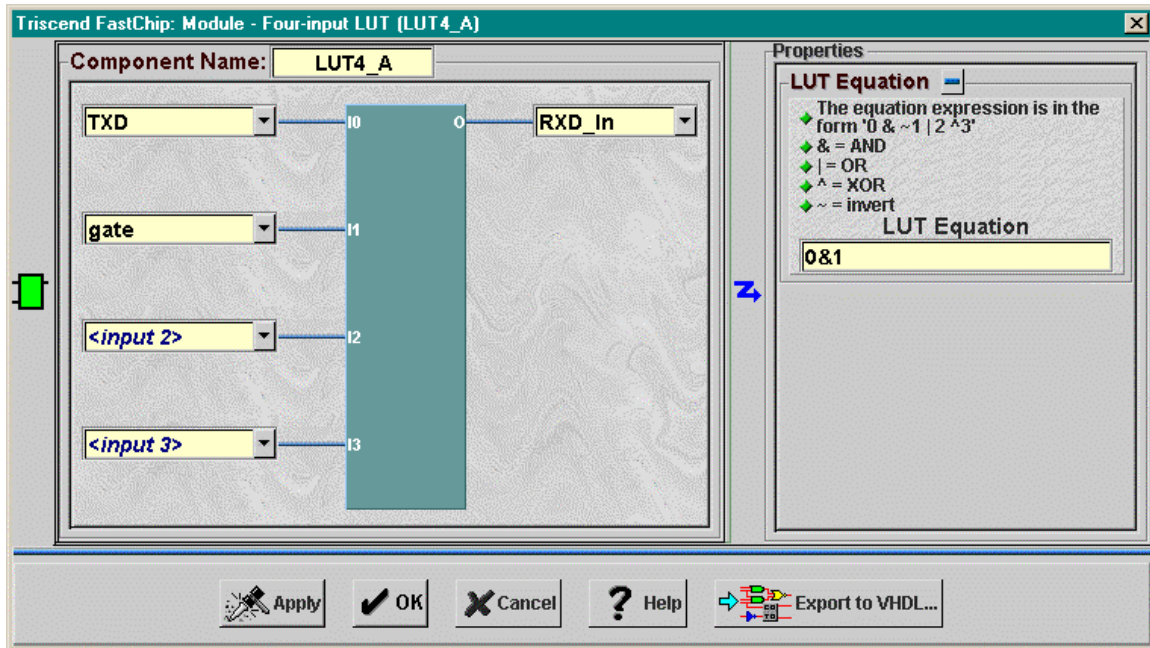 Triscend FastChip: Module - Four-input LUT (LUT4_A)
Component Name: LUT4_A
TXD
I0
O
RXD_In
gate
I1
<input 2>
I2
<input 3>
I3
Properties
LUT Equation
The equation expression is in the
form '0 & ~1 | 2 ^3'
& = AND
| = OR
^ = XOR
~ = invert
LUT Equation
0&1
Apply
OK
Cancel
? Help
Export to VHDL...